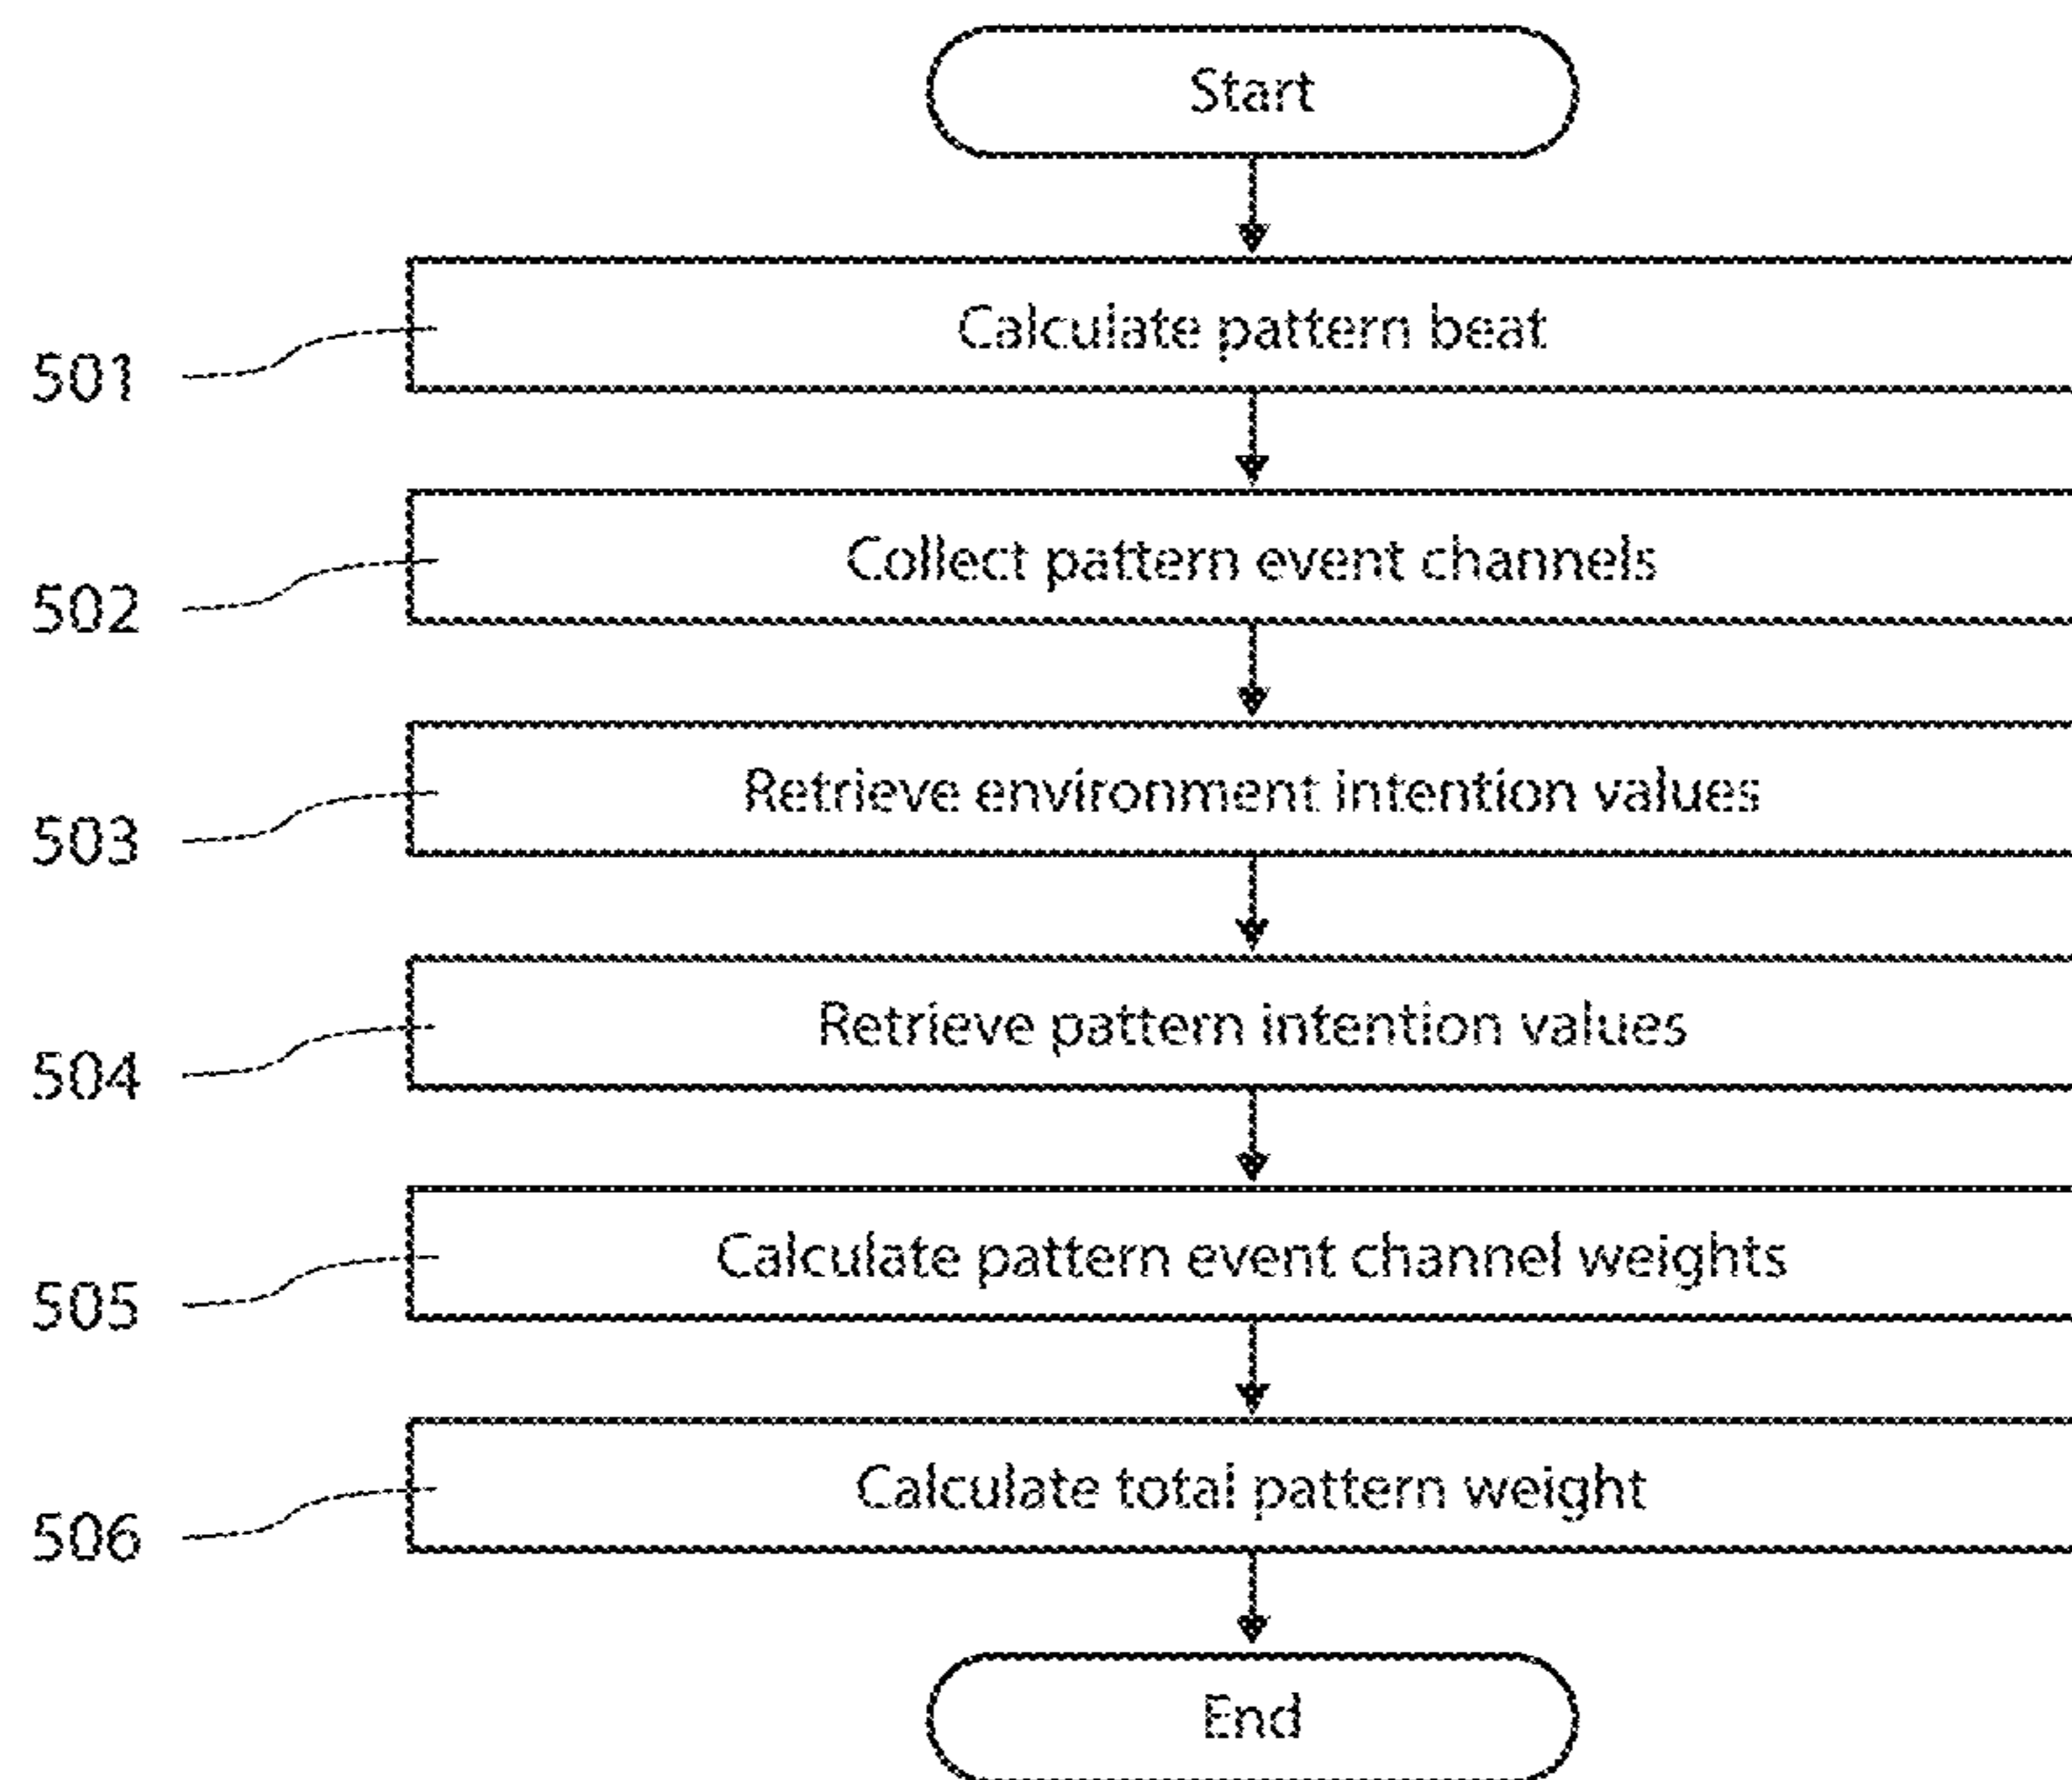 Start
Calculate pattern beat
501
Collect pattern event channels
502
Retrieve environment intention values
503
Retrieve pattern intention values
504
Calculate pattern event channel weights
505
Calculate total pattern weight
506
End